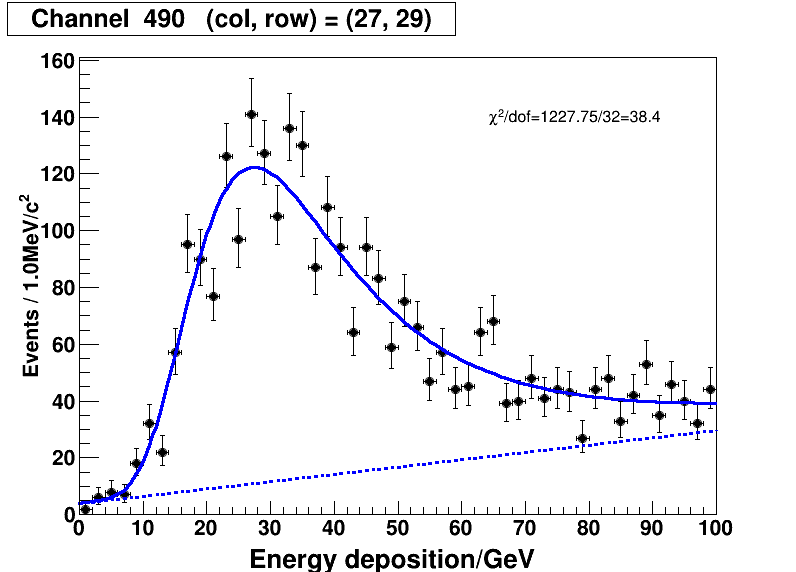 Channel  490   (col, row) = (27, 29)
160
140
120
100
80
60
40
20
0
Events / 1.0MeV/c²
χ²/dof=1227.75/32=38.4
0 10 20 30 40 50 60 70 80 90 100
Energy deposition/GeV